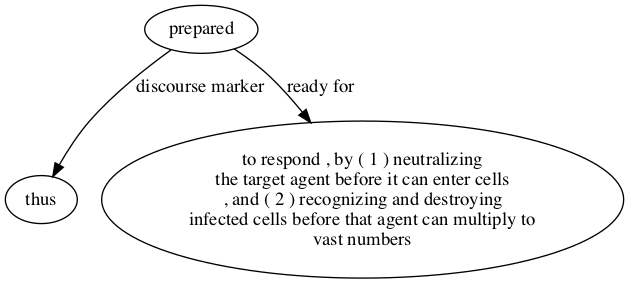 prepared
discourse marker
ready for
thus
to respond , by ( 1 ) neutralizing
the target agent before it can enter cells
, and ( 2 ) recognizing and destroying
infected cells before that agent can multiply to
vast numbers